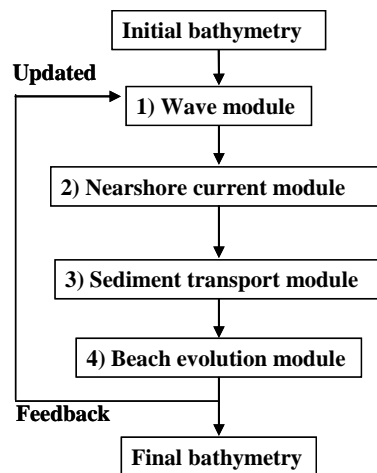 Initial bathymetry
Updated
1) Wave module
2) Nearshore current module
3) Sediment transport module
4) Beach evolution module
Feedback
Final bathymetry